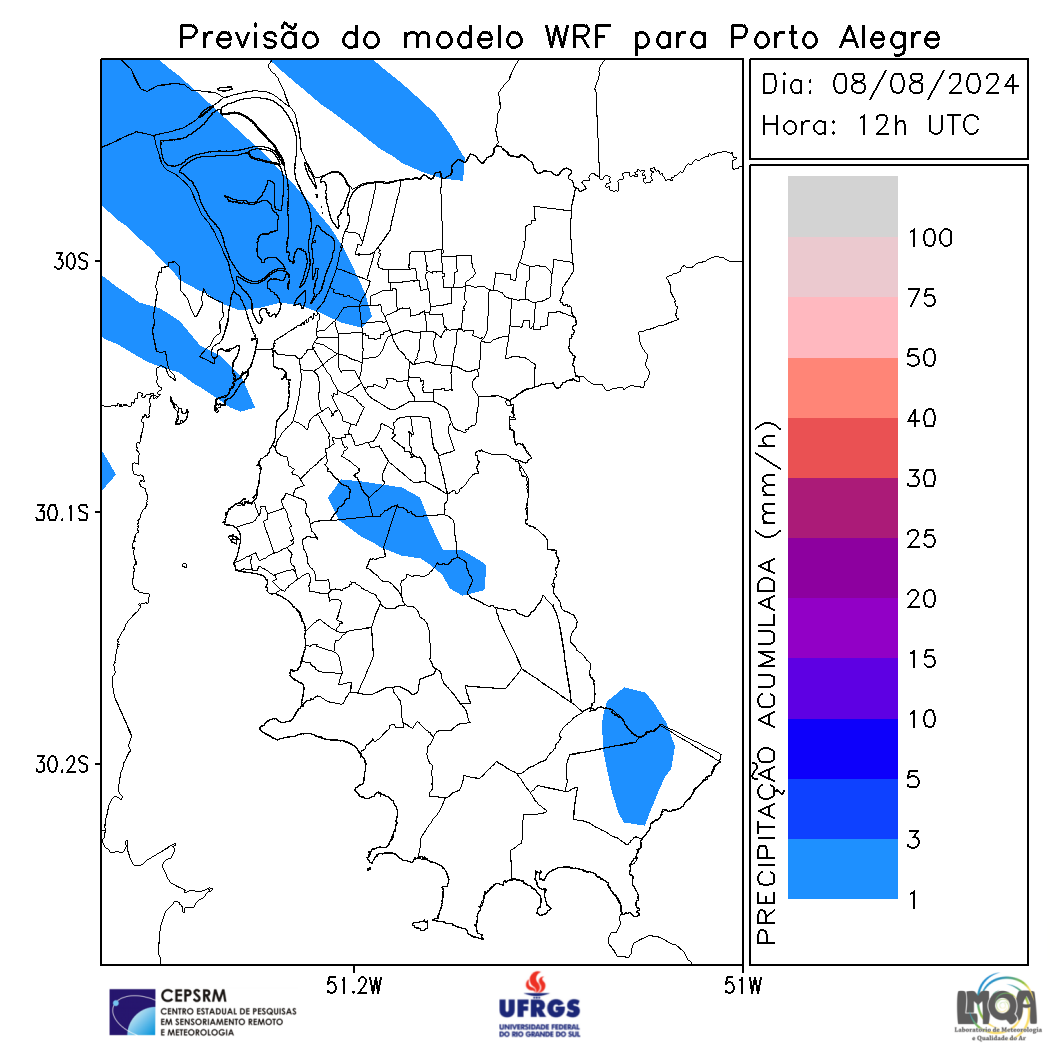 Previsão do modelo WRF para Porto Alegre
Dia: 08/08/2024
Hora: 12h UTC
30S
30.1S
30.2S
51.2W
51W
PRECIPITAÇÃO ACUMULADA (mm/h)
100
75
50
40
30
25
20
15
10
5
3
1
CEPSRM
CENTRO ESTADUAL DE PESQUISAS
EM SENSORIAMENTO REMOTO
E METEOROLOGIA
UFRGS
UNIVERSIDADE FEDERAL
DO RIO GRANDE DO SUL
LMQA
Laboratório de Meteorologia
e Qualidade do Ar